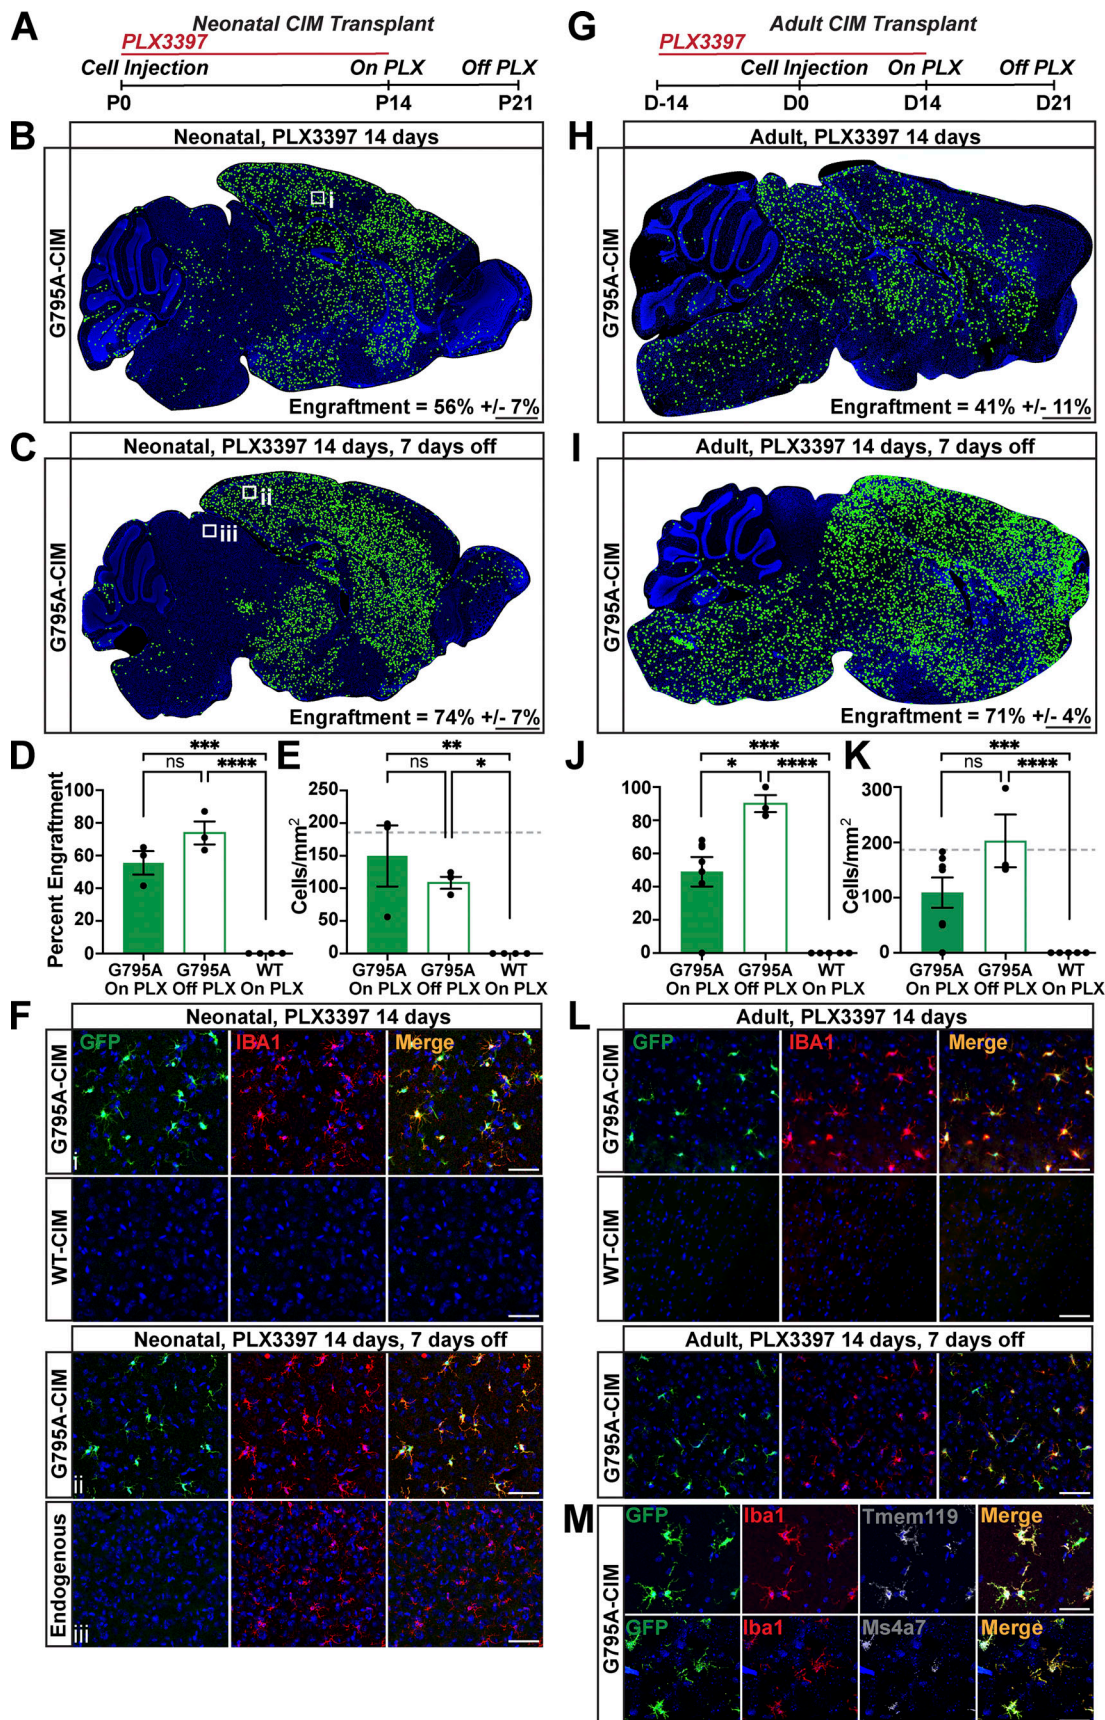 A
Neonatal CIM Transplant
PLX3397
Cell Injection On PLX Off PLX
P0 P14 P21
B
Neonatal, PLX3397 14 days
G795A-CIM
i
Engraftment = 56% +/- 7%
C
Neonatal, PLX3397 14 days, 7 days off
G795A-CIM
ii
iii
Engraftment = 74% +/- 7%
D
Percent Engraftment
100
80
60
40
20
0
***
ns ****
G795A G795A WT
On PLX Off PLX On PLX
E
Cells/mm2
250
200
150
100
50
0
**
ns *
G795A G795A WT
On PLX Off PLX On PLX
F
Neonatal, PLX3397 14 days
G795A-CIM
GFP IBA1 Merge
i
WT-CIM
Neonatal, PLX3397 14 days, 7 days off
G795A-CIM
ii
Endogenous
iii
G
Adult CIM Transplant
PLX3397
Cell Injection On PLX Off PLX
D-14 D0 D14 D21
H
Adult, PLX3397 14 days
G795A-CIM
Engraftment = 41% +/- 11%
I
Adult, PLX3397 14 days, 7 days off
G795A-CIM
Engraftment = 71% +/- 4%
J
100
80
60
40
20
0
***
* ****
G795A G795A WT
On PLX Off PLX On PLX
K
Cells/mm2
300
200
100
0
***
ns ****
G795A G795A WT
On PLX Off PLX On PLX
L
Adult, PLX3397 14 days
G795A-CIM
GFP IBA1 Merge
WT-CIM
Adult, PLX3397 14 days, 7 days off
G795A-CIM
M
G795A-CIM
GFP Iba1 Tmem119 Merge
GFP Iba1 Ms4a7 Merge